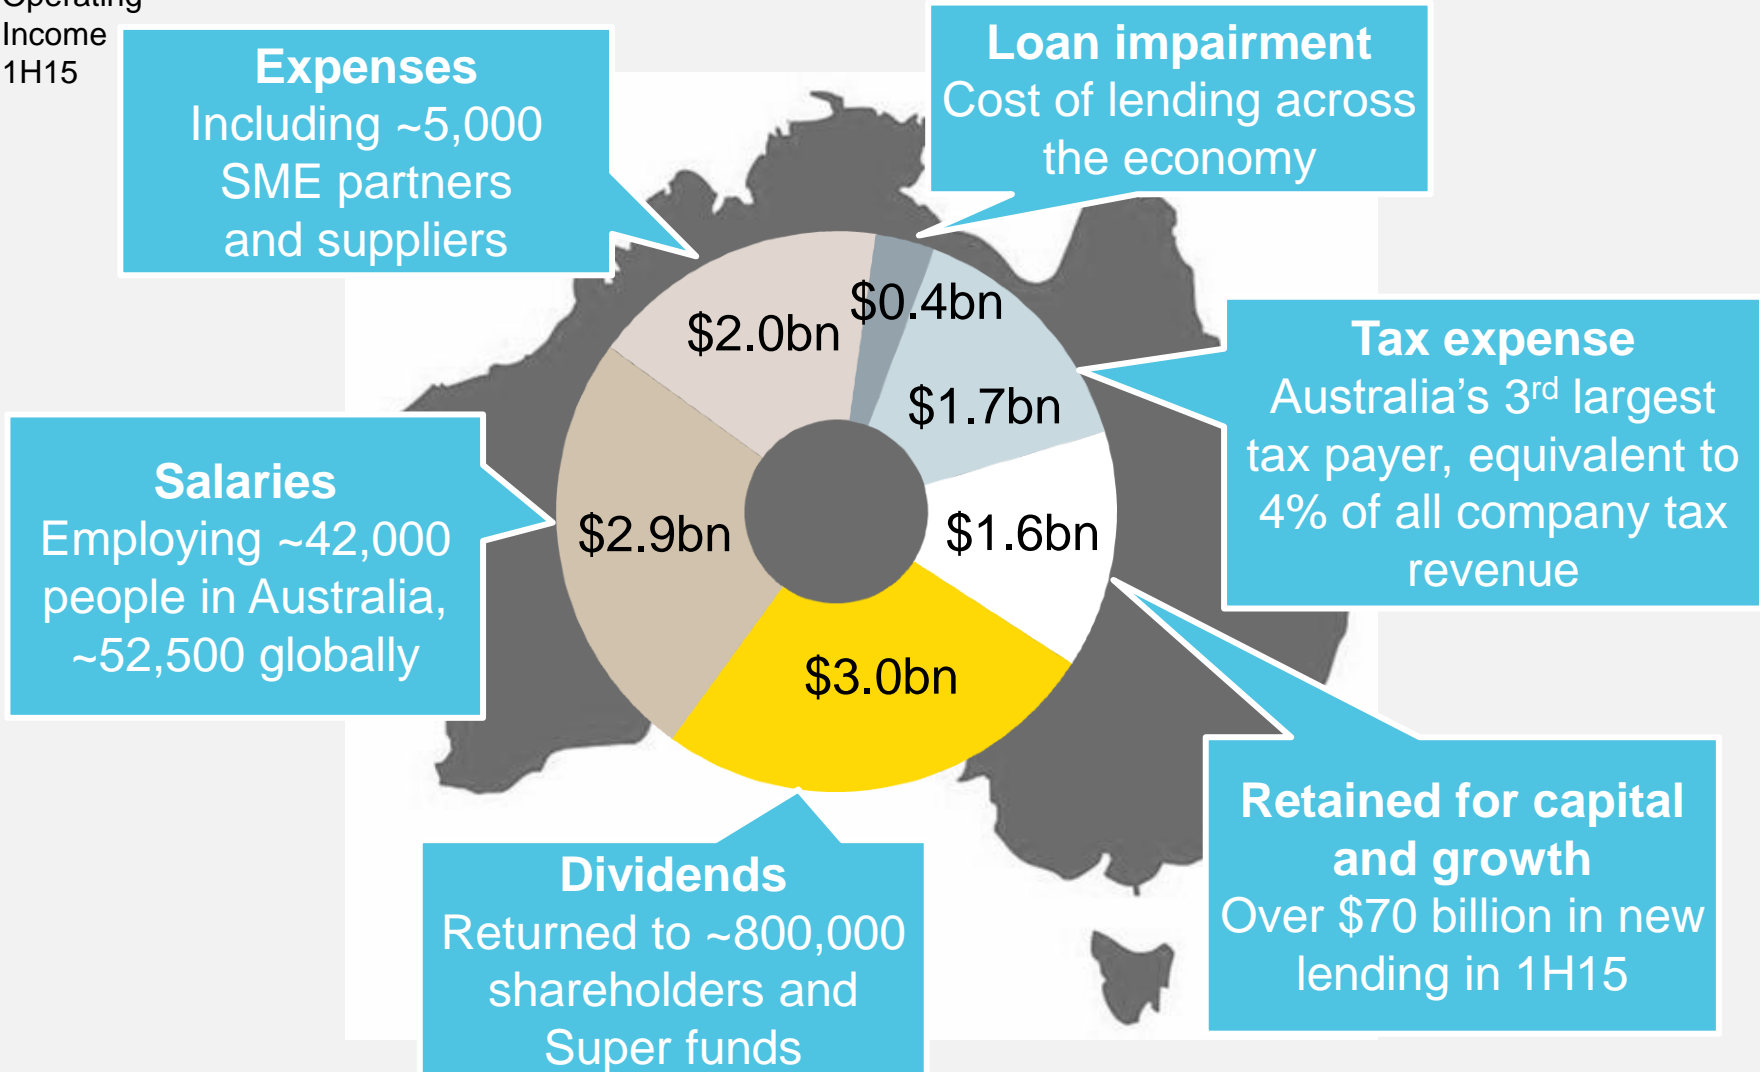 Operating
Income
1H15
Expenses
Including ~5,000
SME partners
and suppliers
Loan impairment
Cost of lending across
the economy
$0.4bn
$2.0bn
$1.7bn
Tax expense
Australia's 3rd largest
tax payer, equivalent to
4% of all company tax
revenue
Salaries
Employing ~42,000
people in Australia,
~52,500 globally
$2.9bn
$1.6bn
$3.0bn
Retained for capital
and growth
Over $70 billion in new
lending in 1H15
Dividends
Returned to ~800,000
shareholders and
Super funds